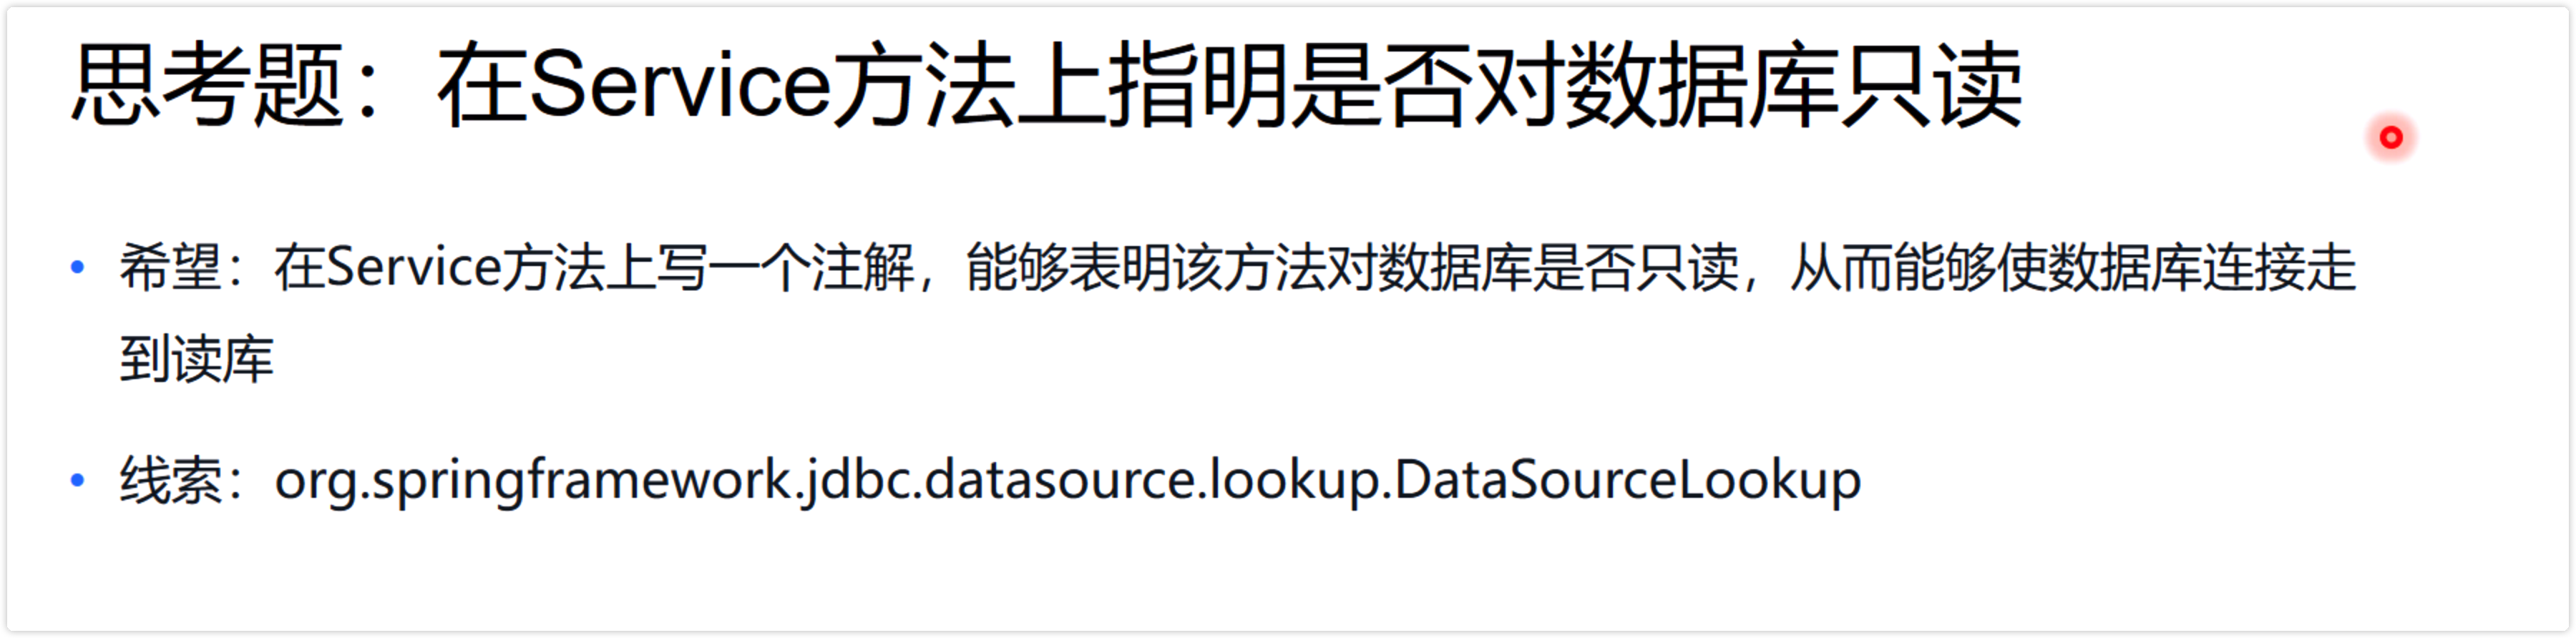 思考题：在Service方法上指明是否对数据库只读
• 希望：在Service方法上写一个注解，能够表明该方法对数据库是否只读，从而能够使数据库连接走
到读库
• 线索：org.springframework.jdbc.datasource.lookup.DataSourceLookup